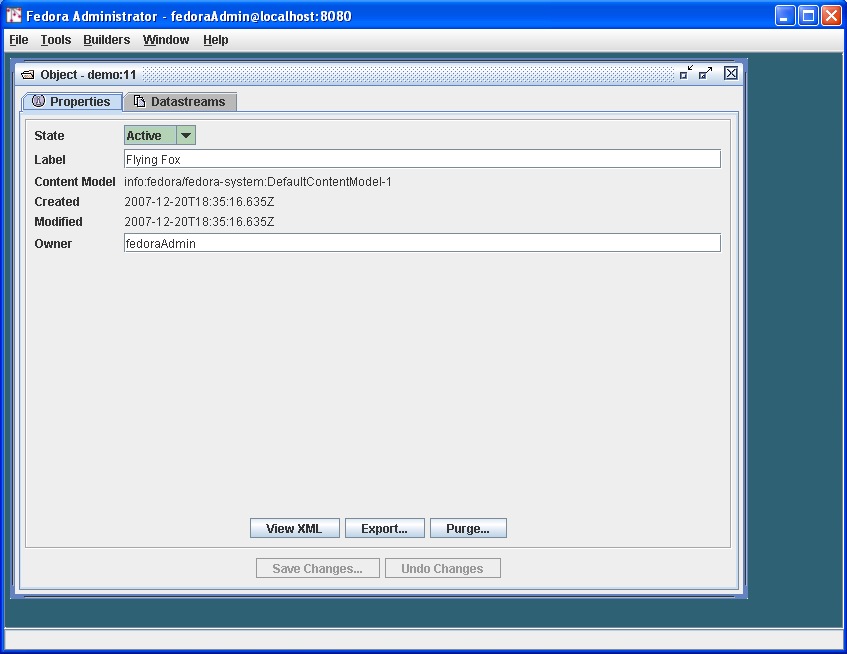 Fedora Administrator - fedoraAdmin@localhost:8080
File Tools Builders Window Help
Object - demo:11
Properties Datastreams
State Active
Label Flying Fox
Content Model info:fedora/fedora-system:DefaultContentModel-1
Created 2007-12-20T18:35:16.635Z
Modified 2007-12-20T18:35:16.635Z
Owner fedoraAdmin
View XML Export... Purge...
Save Changes... Undo Changes